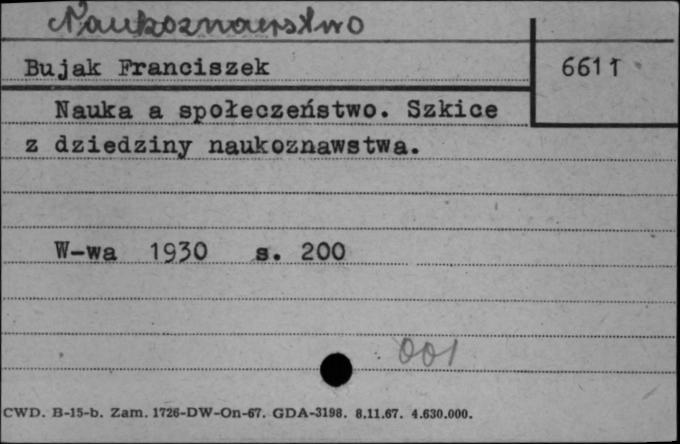 Naukoznawstwo
Bujak Franciszek
6611
Nauka a społeczeństwo. Szkice
z dziedziny naukoznawstwa.
W-wa 1930 s. 200
001
CWD. B-15-b. Zam. 1726-DW-On-67. GDA-3198. 8.11.67. 4.630.000.